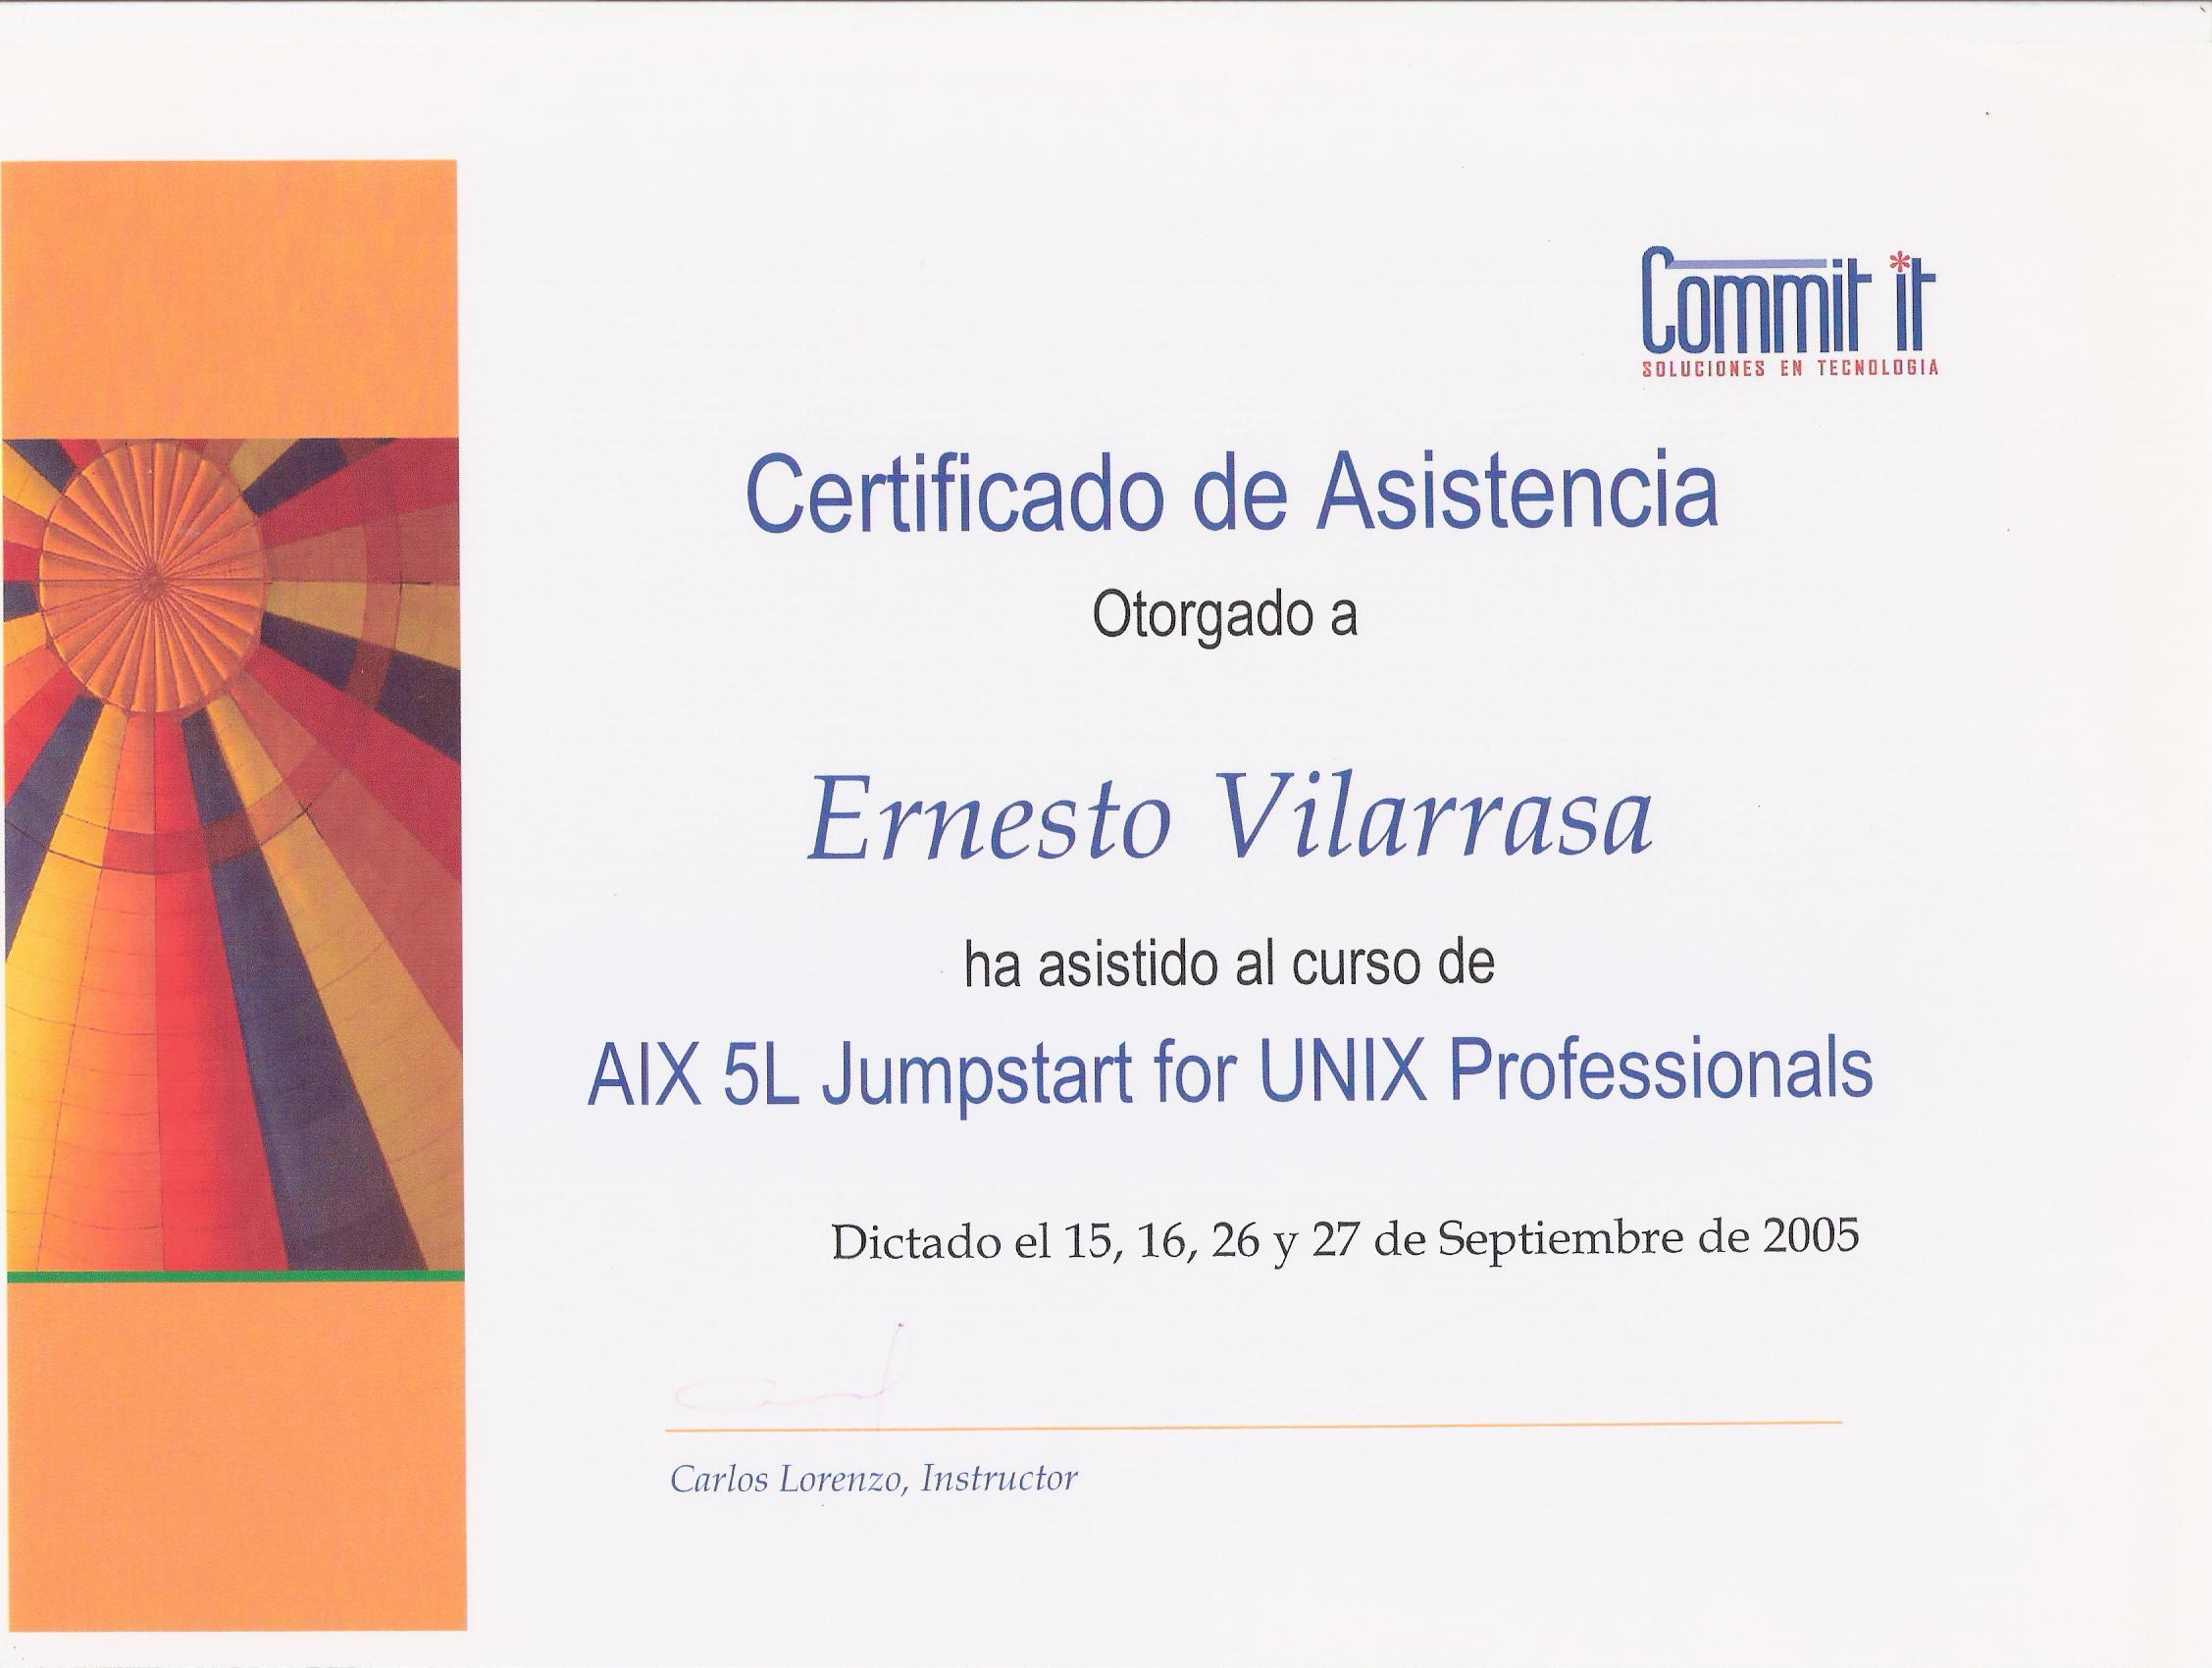 Commit it
SOLUCIONES EN TECNOLOGIA
Certificado de Asistencia
Otorgado a
Ernesto Vilarrasa
ha asistido al curso de
AIX 5L Jumpstart for UNIX Professionals
Dictado el 15, 16, 26 y 27 de Septiembre de 2005
Carlos Lorenzo, Instructor